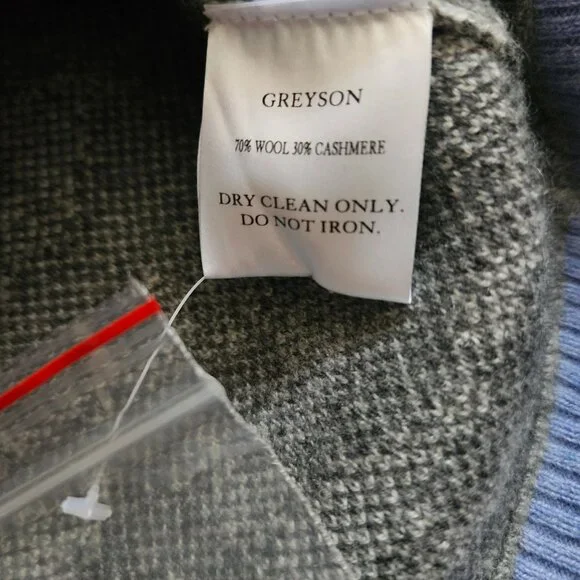 GREYSON
70% WOOL 30% CASHMERE
DRY CLEAN ONLY.
DO NOT IRON.